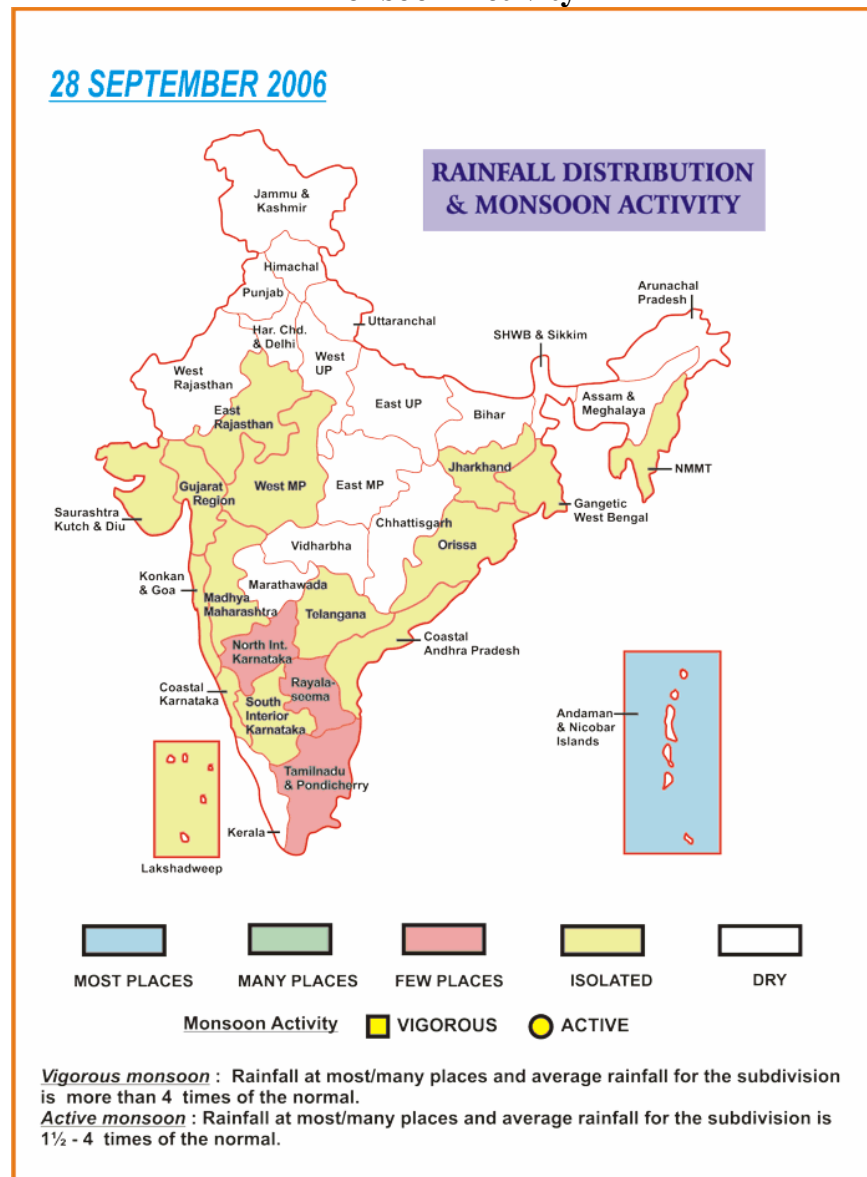 28 SEPTEMBER 2006
RAINFALL DISTRIBUTION
& MONSOON ACTIVITY
Jammu &
Kashmir
Himachal
Punjab
Uttaranchal
Har. Chd.
& Delhi
West
UP
West
Rajasthan
East
Rajasthan
East UP
Bihar
SHWB & Sikkim
Arunachal
Pradesh
Assam &
Meghalaya
NMMT
Jharkhand
Gangetic
West Bengal
Gujarat
Region
West MP
East MP
Saurashtra
Kutch & Diu
Chhattisgarh
Orissa
Vidharbha
Konkan
& Goa
Marathawada
Madhya
Maharashtra
Telangana
Coastal
Andhra Pradesh
North Int.
Karnataka
Rayala-
seema
Coastal
Karnataka
South
Interior
Karnataka
Andaman
& Nicobar
Islands
Tamilnadu
& Pondicherry
Kerala
Lakshadweep
MOST PLACES
MANY PLACES
FEW PLACES
ISOLATED
DRY
Monsoon Activity VIGOROUS ACTIVE
Vigorous monsoon : Rainfall at most/many places and average rainfall for the subdivision
is more than 4 times of the normal.
Active monsoon : Rainfall at most/many places and average rainfall for the subdivision is
1½ - 4 times of the normal.